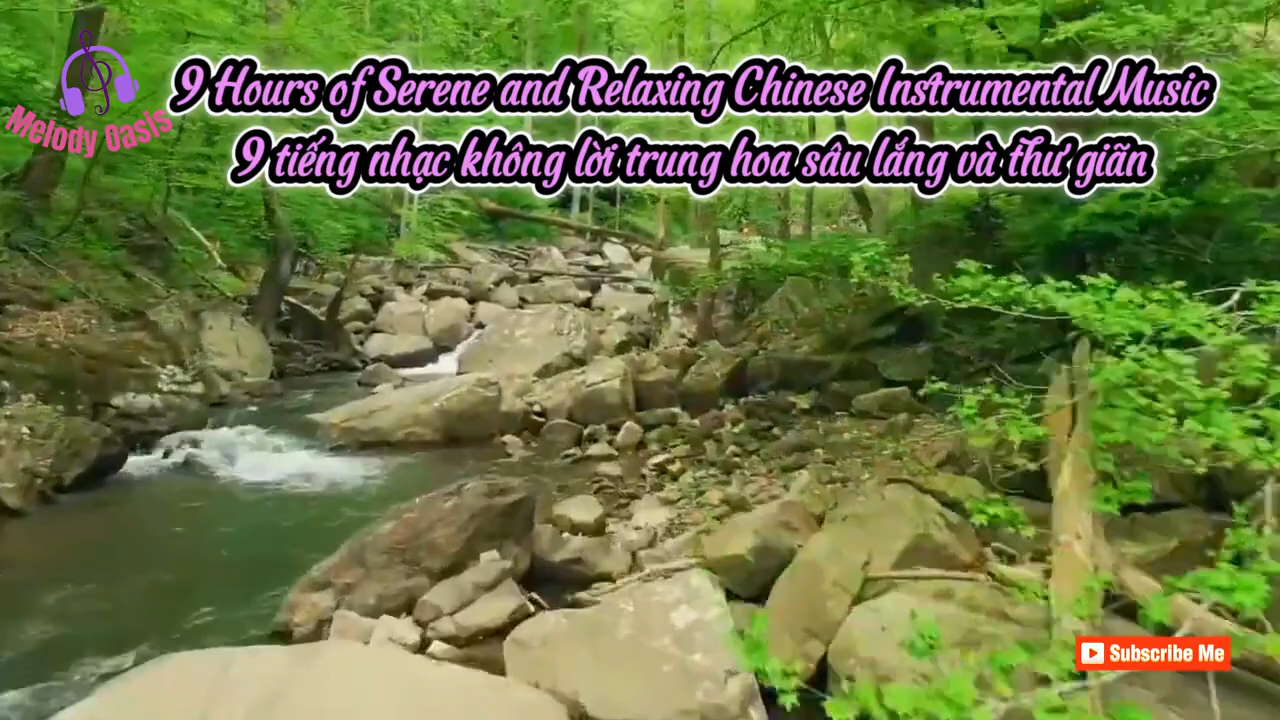 9 Hours of Serene and Relaxing Chinese Instrumental Music
9 tiếng nhạc không lời trung hoa sâu lắng và thư giãn
Melody Oasis
Subscribe Me